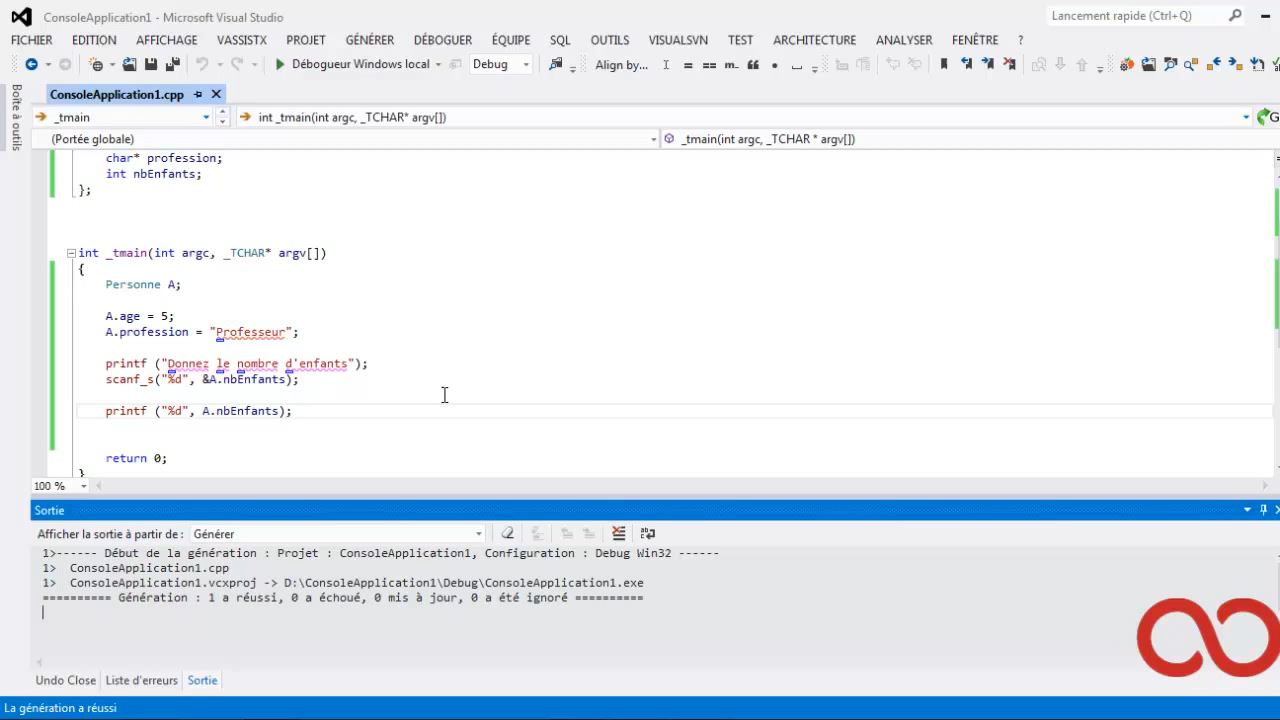 ConsoleApplication1 - Microsoft Visual Studio
Lancement rapide (Ctrl+Q)
FICHIER EDITION AFFICHAGE VASSISTX PROJET GÉNÉRER DÉBOGUER ÉQUIPE SQL OUTILS VISUALSVN TEST ARCHITECTURE ANALYSER FENÊTRE ?
Débogueur Windows local Debug Align by...
ConsoleApplication1.cpp
_tmain int _tmain(int argc, _TCHAR* argv[])
(Portée globale) _tmain(int argc, _TCHAR * argv[])
Boîte à outils
char* profession;
int nbEnfants;
};
int _tmain(int argc, _TCHAR* argv[])
{
Personne A;
A.age = 5;
A.profession = "Professeur";
printf ("Donnez le nombre d'enfants");
scanf_s("%d", &A.nbEnfants);
printf ("%d", A.nbEnfants);
return 0;
}
100 %
Sortie
Afficher la sortie à partir de : Générer
1>------ Début de la génération : Projet : ConsoleApplication1, Configuration : Debug Win32 ------
1> ConsoleApplication1.cpp
1> ConsoleApplication1.vcxproj -> D:\ConsoleApplication1\Debug\ConsoleApplication1.exe
========== Génération : 1 a réussi, 0 a échoué, 0 mis à jour, 0 a été ignoré ==========
Undo Close Liste d'erreurs Sortie
La génération a réussi